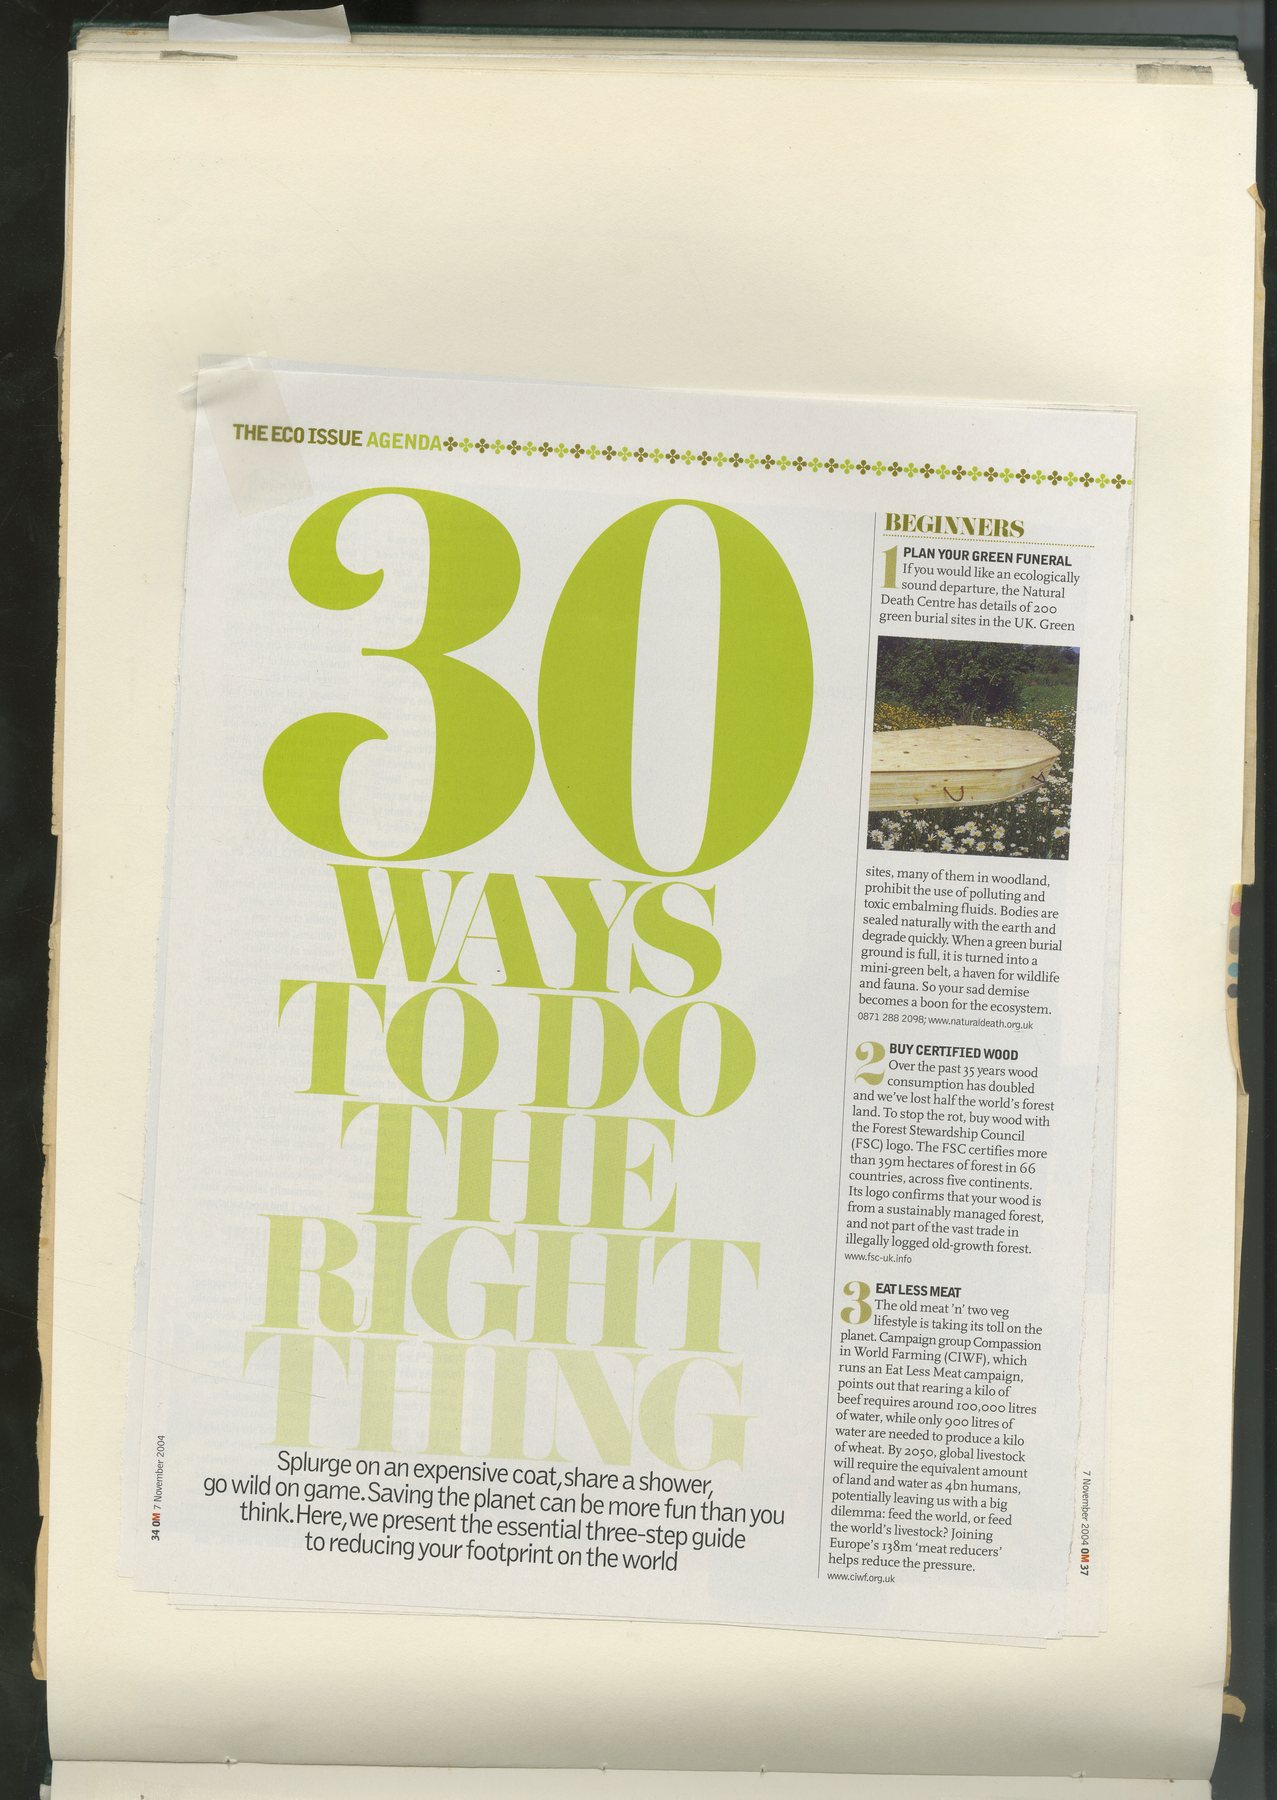 THE ECO ISSUE AGENDA
30
WAYS
TO DO
THE
RIGHT
THING
Splurge on an expensive coat, share a shower,
go wild on game. Saving the planet can be more fun than you
think. Here, we present the essential three-step guide
to reducing your footprint on the world
34 OM 7 November 2004
BEGINNERS
1 PLAN YOUR GREEN FUNERAL
If you would like an ecologically
sound departure, the Natural
Death Centre has details of 200
green burial sites in the UK. Green
sites, many of them in woodland,
prohibit the use of polluting and
toxic embalming fluids. Bodies are
sealed naturally with the earth and
degrade quickly. When a green burial
ground is full, it is turned into a
mini-green belt, a haven for wildlife
and fauna. So your sad demise
becomes a boon for the ecosystem.
0871 288 2098; www.naturaldeath.org.uk
2 BUY CERTIFIED WOOD
Over the past 35 years wood
consumption has doubled
and we've lost half the world's forest
land. To stop the rot, buy wood with
the Forest Stewardship Council
(FSC) logo. The FSC certifies more
than 39m hectares of forest in 66
countries, across five continents.
Its logo confirms that your wood is
from a sustainably managed forest,
and not part of the vast trade in
illegally logged old-growth forest.
www.fsc-uk.info
3 EAT LESS MEAT
The old meat 'n' two veg
lifestyle is taking its toll on the
planet. Campaign group Compassion
in World Farming (CIWF), which
runs an Eat Less Meat campaign,
points out that rearing a kilo of
beef requires around 100,000 litres
of water, while only 900 litres of
water are needed to produce a kilo
of wheat. By 2050, global livestock
will require the equivalent amount
of land and water as 4bn humans,
potentially leaving us with a big
dilemma: feed the world, or feed
the world's livestock? Joining
Europe's 138m 'meat reducers'
helps reduce the pressure.
www.ciwf.org.uk
7 November 2004 OM 37